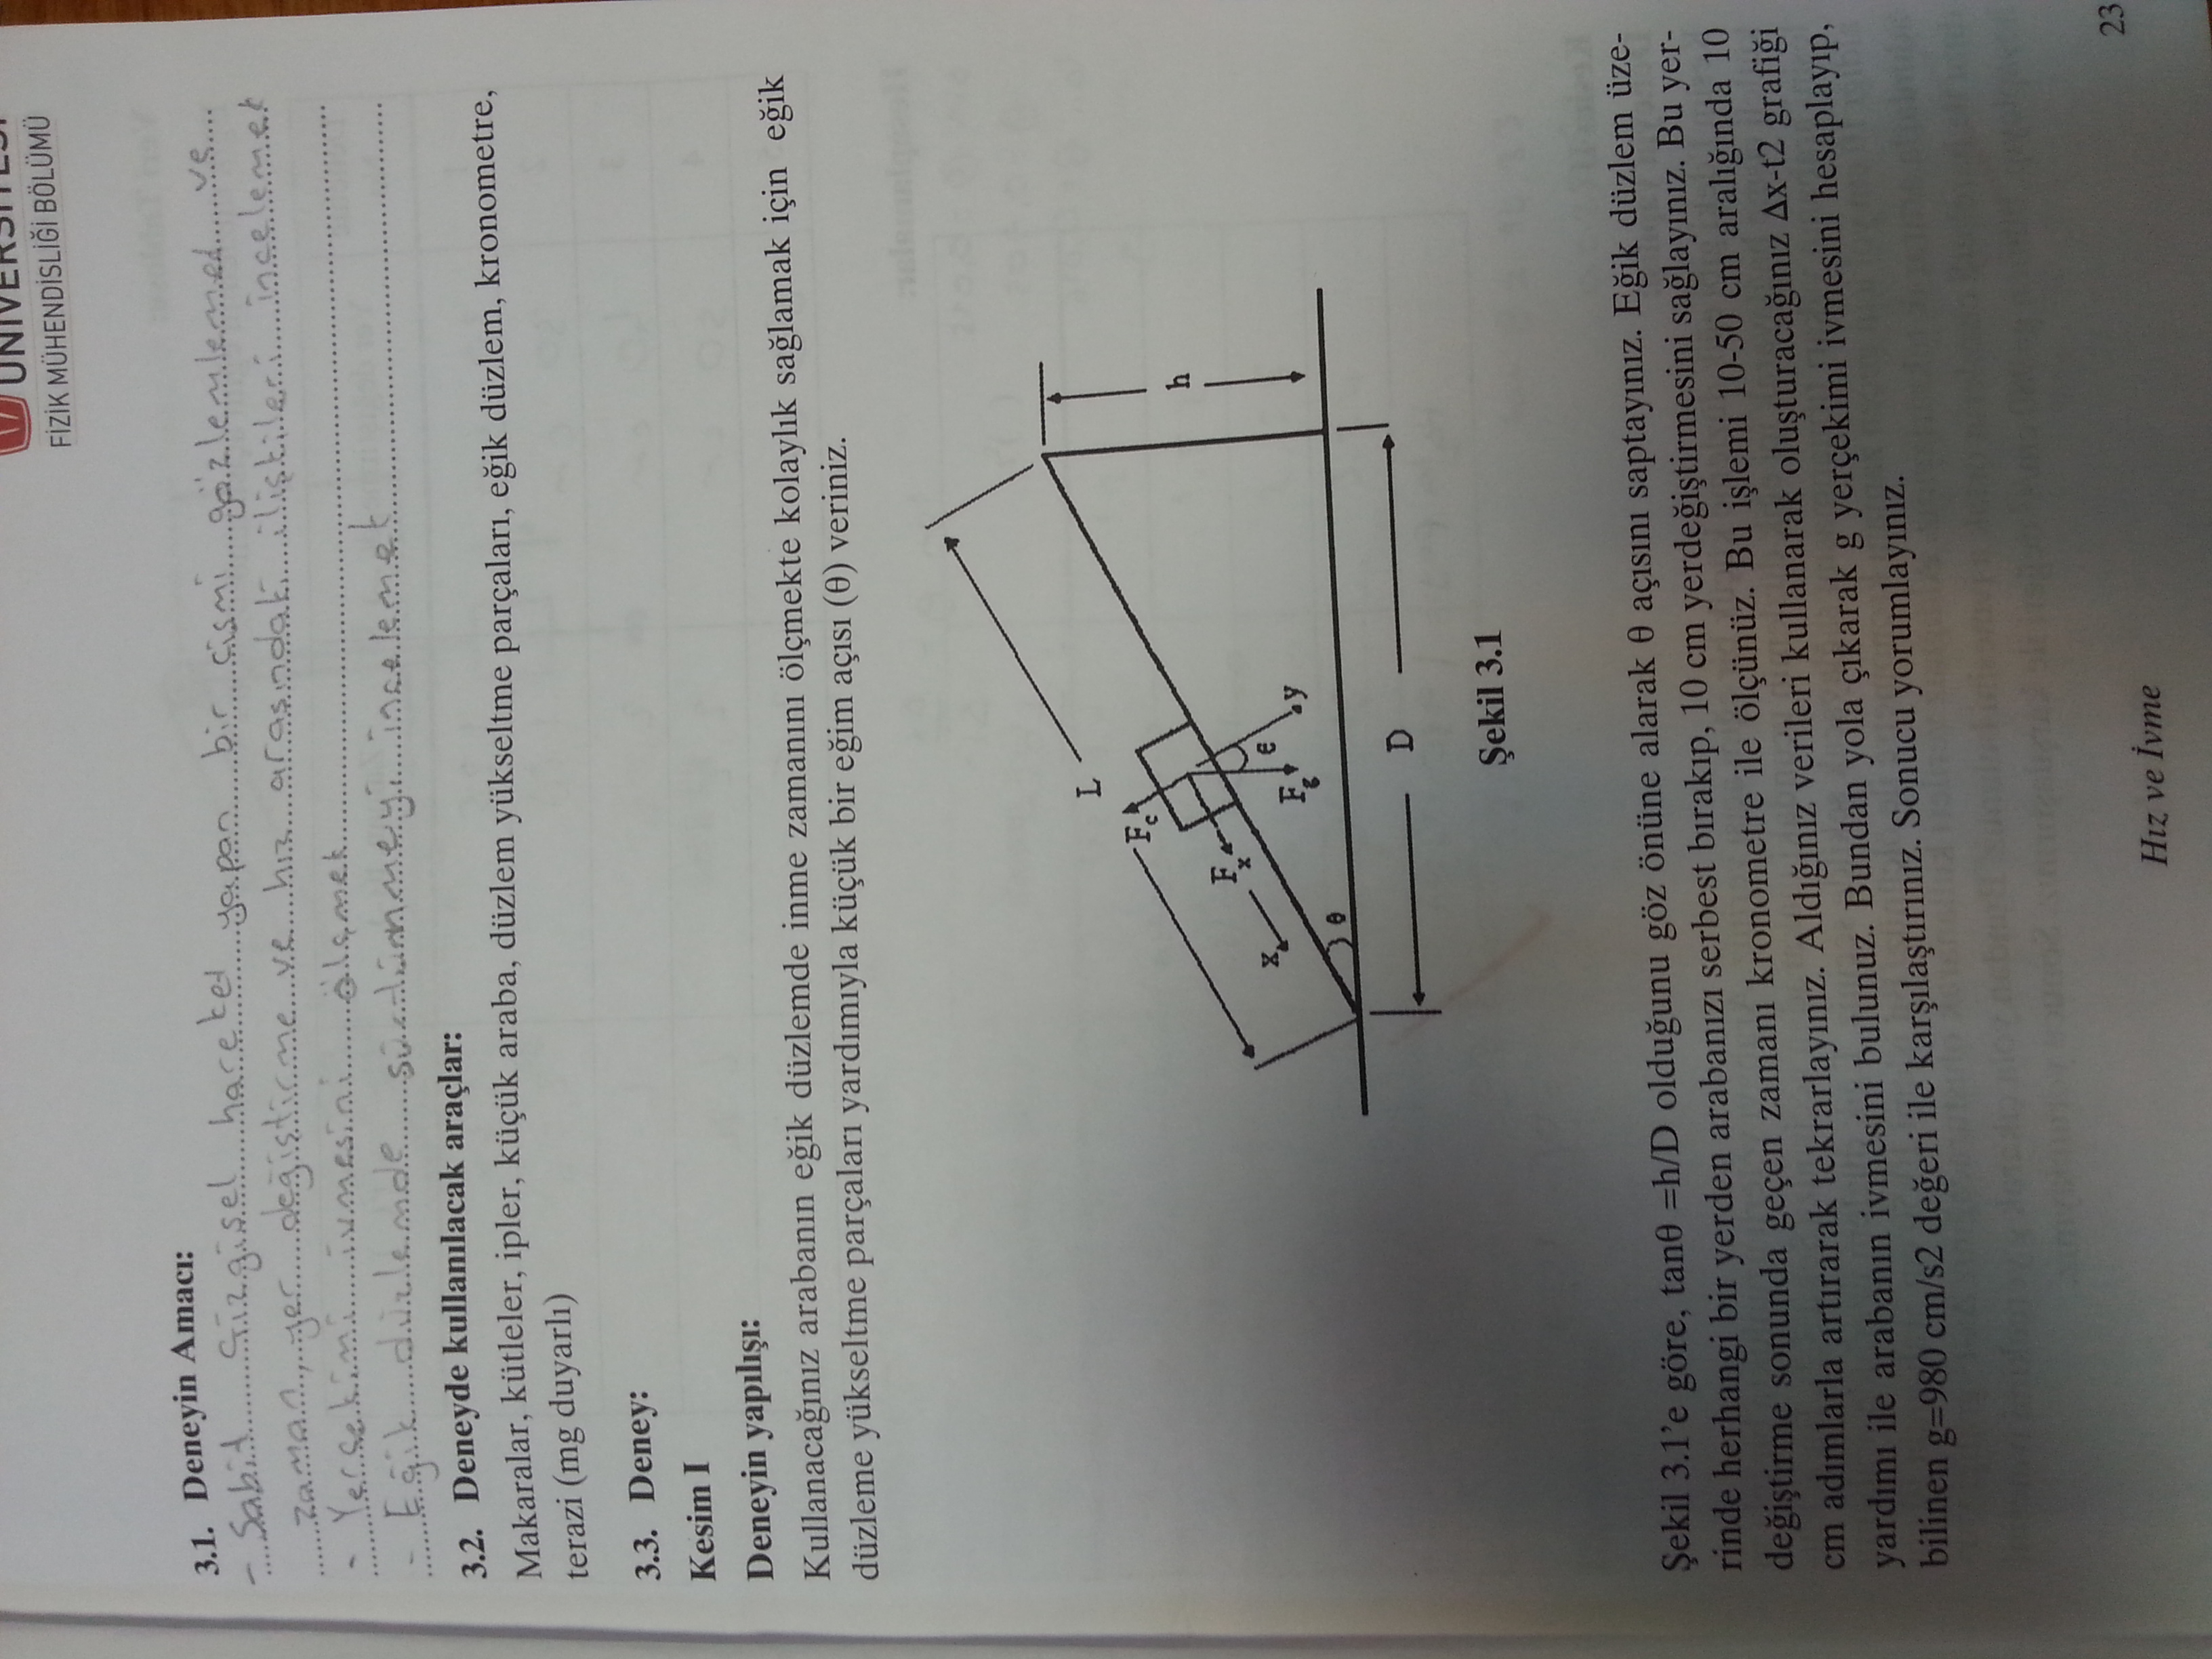 ÜNİVERSİTESİ
FİZİK MÜHENDİSLİĞİ BÖLÜMÜ
3.1. Deneyin Amacı:
- Sabit Çizgisel hareket yapan bir cismi gözlemlemek ve
zaman, yer değiştirme ve hız arasındaki ilişkileri incelemek
- Yerçekimi ivmesini ölçmek
- Eğik düzlemde sürtünmeyi incelemek
3.2. Deneyde kullanılacak araçlar:
Makaralar, kütleler, ipler, küçük araba, düzlem yükseltme parçaları, eğik düzlem, kronometre,
terazi (mg duyarlı)
3.3. Deney:
Kesim I
Deneyin yapılışı:
Kullanacağınız arabanın eğik düzlemde inme zamanını ölçmekte kolaylık sağlamak için eğik
düzleme yükseltme parçaları yardımıyla küçük bir eğim açısı (θ) veriniz.
L
Fc
h
Fx
x
ϵ
Fg
y
θ
D
Şekil 3.1
Şekil 3.1'e göre, tanθ =h/D olduğunu göz önüne alarak θ açısını saptayınız. Eğik düzlem üze-
rinde herhangi bir yerden arabanızı serbest bırakıp, 10 cm yerdeğiştirmesini sağlayınız. Bu yer-
değiştirme sonunda geçen zamanı kronometre ile ölçünüz. Bu işlemi 10-50 cm aralığında 10
cm adımlarla artırarak tekrarlayınız. Aldığınız verileri kullanarak oluşturacağınız Δx-t2 grafiği
yardımı ile arabanın ivmesini bulunuz. Bundan yola çıkarak g yerçekimi ivmesini hesaplayıp,
bilinen g=980 cm/s2 değeri ile karşılaştırınız. Sonucu yorumlayınız.
23
Hız ve İvme